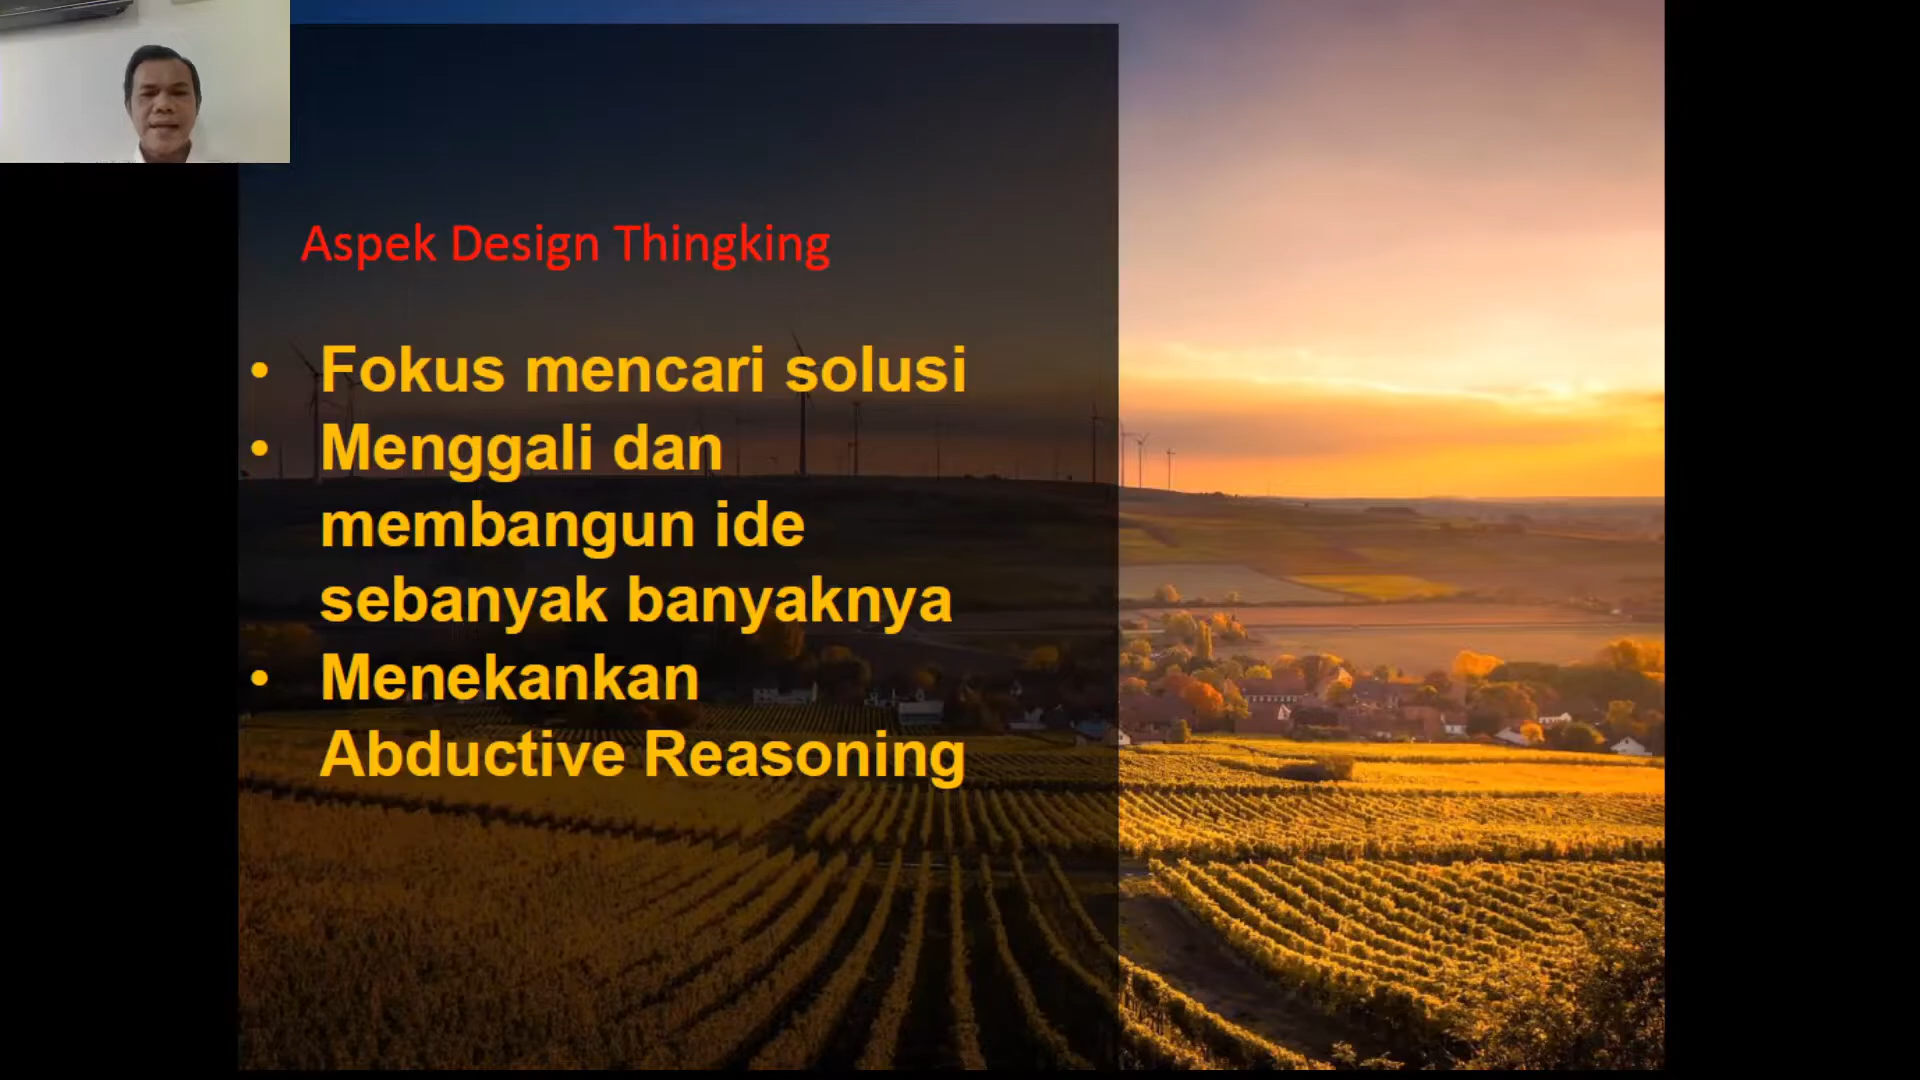 Aspek Design Thingking
• Fokus mencari solusi
• Menggali dan
membangun ide
sebanyak banyaknya
• Menekankan
Abductive Reasoning